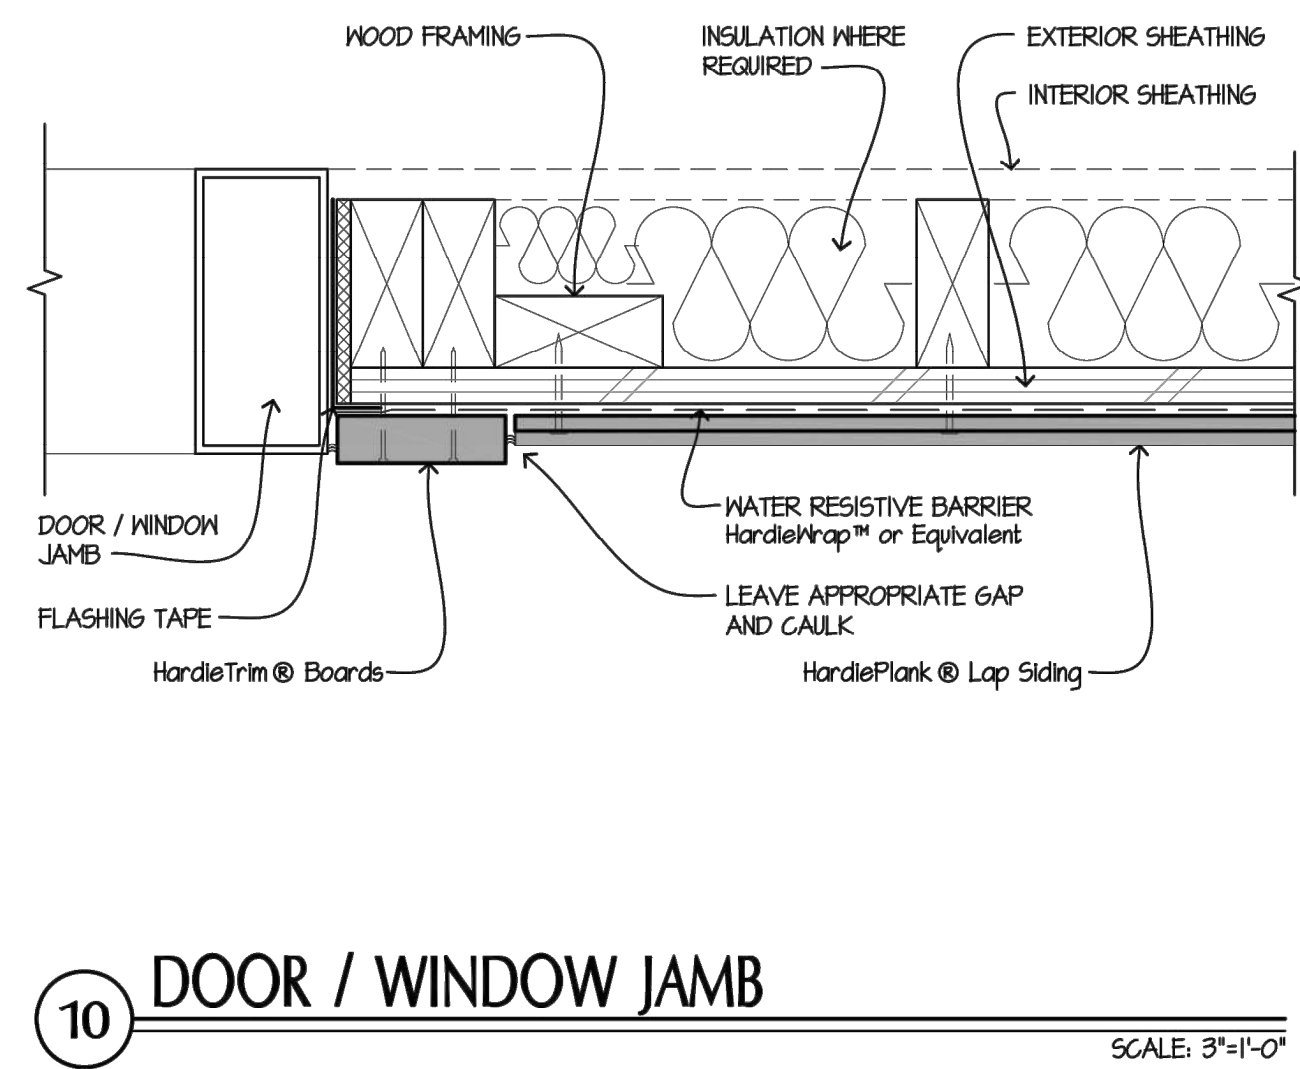 WOOD FRAMING
INSULATION WHERE
REQUIRED
EXTERIOR SHEATHING
INTERIOR SHEATHING
DOOR / WINDOW
JAMB
WATER RESISTIVE BARRIER
HardieWrap™ or Equivalent
FLASHING TAPE
LEAVE APPROPRIATE GAP
AND CAULK
HardieTrim® Boards
HardiePlank® Lap Siding
10
DOOR / WINDOW JAMB
SCALE: 3"=1'-0"